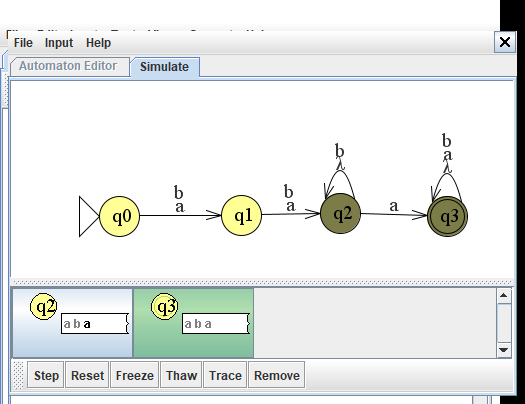 File Input Help
Automaton Editor Simulate
b b b b
a a λ a λ
q0 q1 q2 a q3
q2 q3
a b a a b a
Step Reset Freeze Thaw Trace Remove